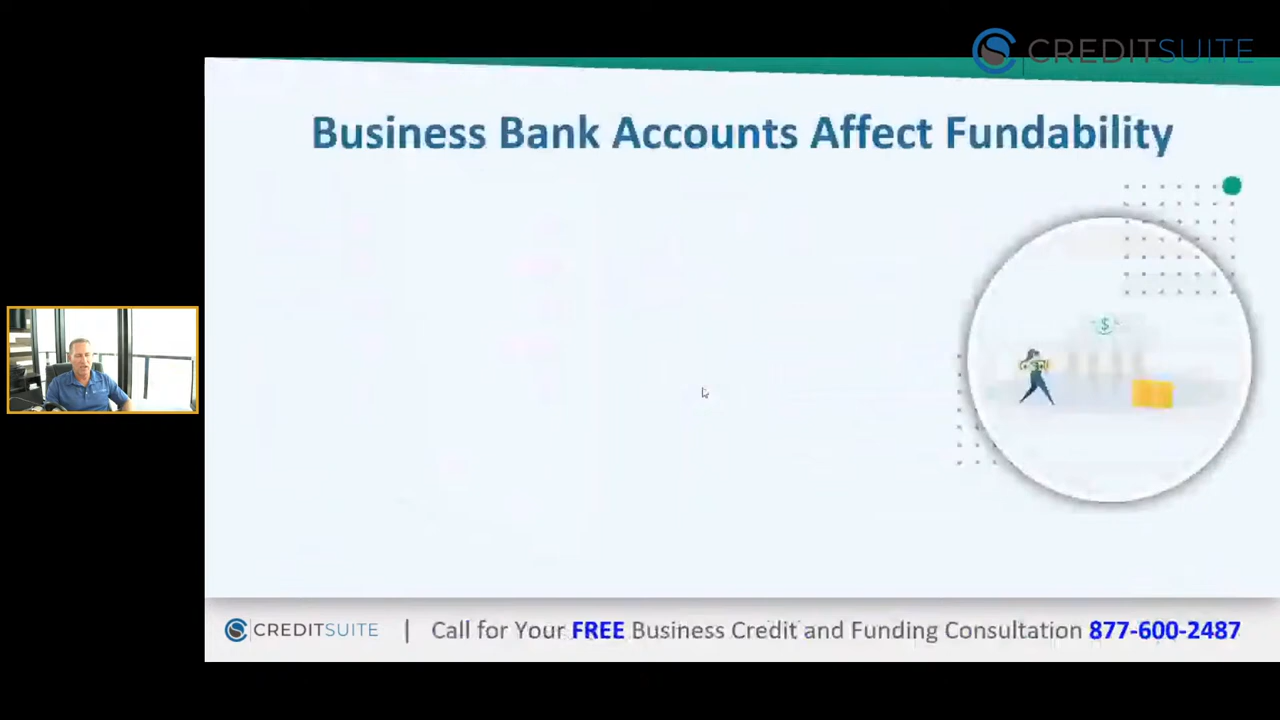 CREDITSUITE
Business Bank Accounts Affect Fundability
$
CREDITSUITE | Call for Your FREE Business Credit and Funding Consultation 877-600-2487